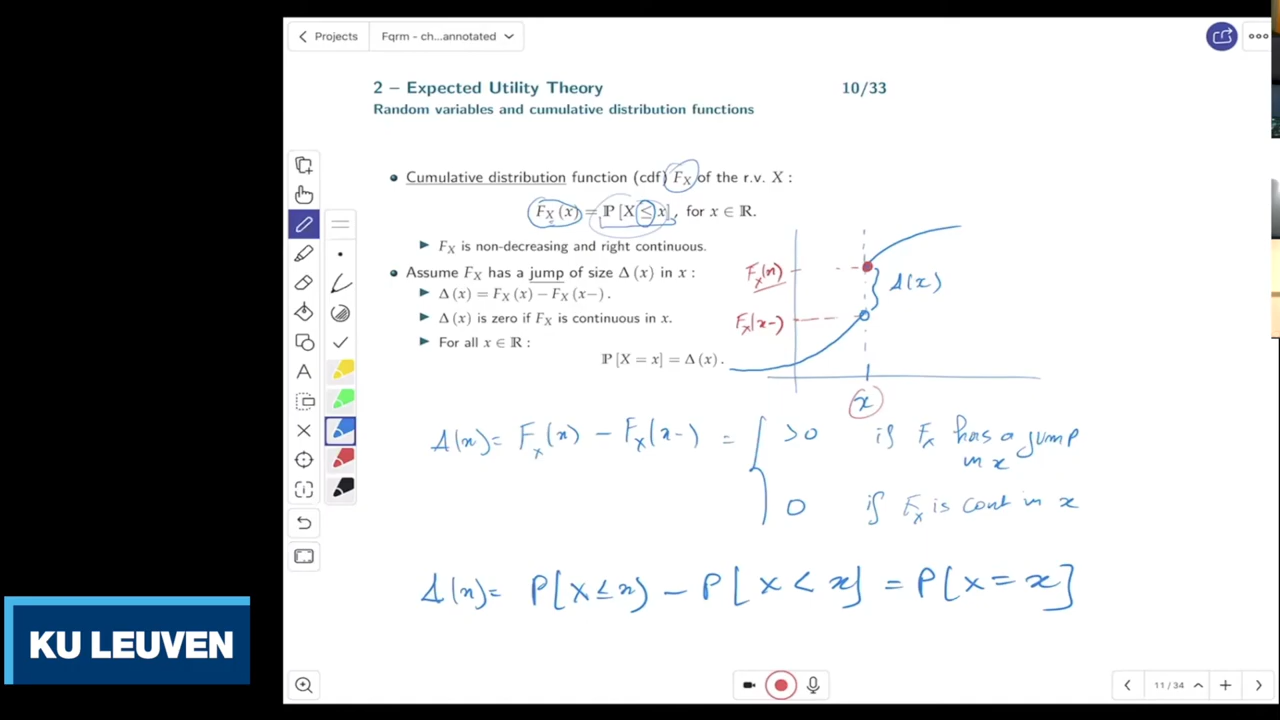 Projects
Fqrm - ch...annotated
2 – Expected Utility Theory
10/33
Random variables and cumulative distribution functions
Cumulative distribution function (cdf) F_X of the r.v. X :
F_X (x) = ℙ [X ≤ x] , for x ∈ ℝ.
F_X is non-decreasing and right continuous.
Assume F_X has a jump of size Δ (x) in x :
Δ (x) = F_X (x) − F_X (x−) .
Δ (x) is zero if F_X is continuous in x.
For all x ∈ ℝ :
ℙ [X = x] = Δ (x) .
F_X(x)
Δ(x)
F_X(x-)
x
Δ(x) = F_X(x) − F_X(x-) = { >0 if F_X has a jump
in x
0 if F_X is cont in x
Δ(x) = P[X ≤ x] − P[X < x] = P[X = x]
KU LEUVEN
11 / 34